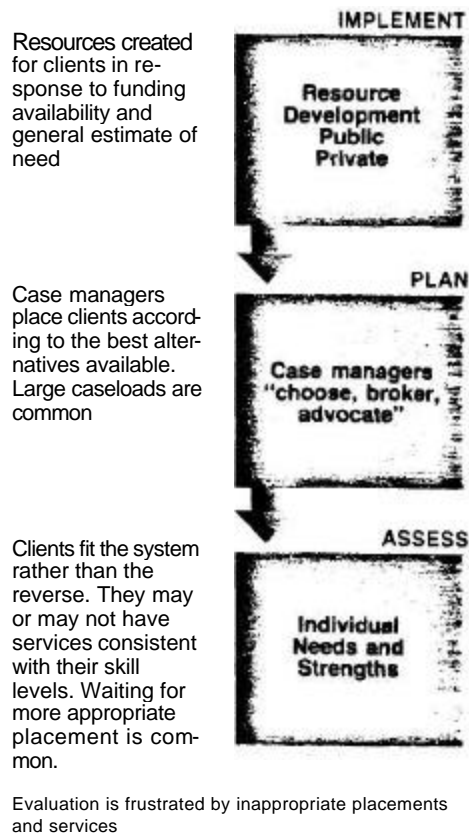 IMPLEMENT
Resources created
for clients in re-
sponse to funding
availability and
general estimate of
need
Resource
Development
Public
Private
PLAN
Case managers
place clients accord-
ing to the best alter-
natives available.
Large caseloads are
common
Case managers
"choose, broker,
advocate"
ASSESS
Clients fit the system
rather than the
reverse. They may
or may not have
services consistent
with their skill
levels. Waiting for
more appropriate
placement is com-
mon.
Individual
Needs and
Strengths
Evaluation is frustrated by inappropriate placements
and services